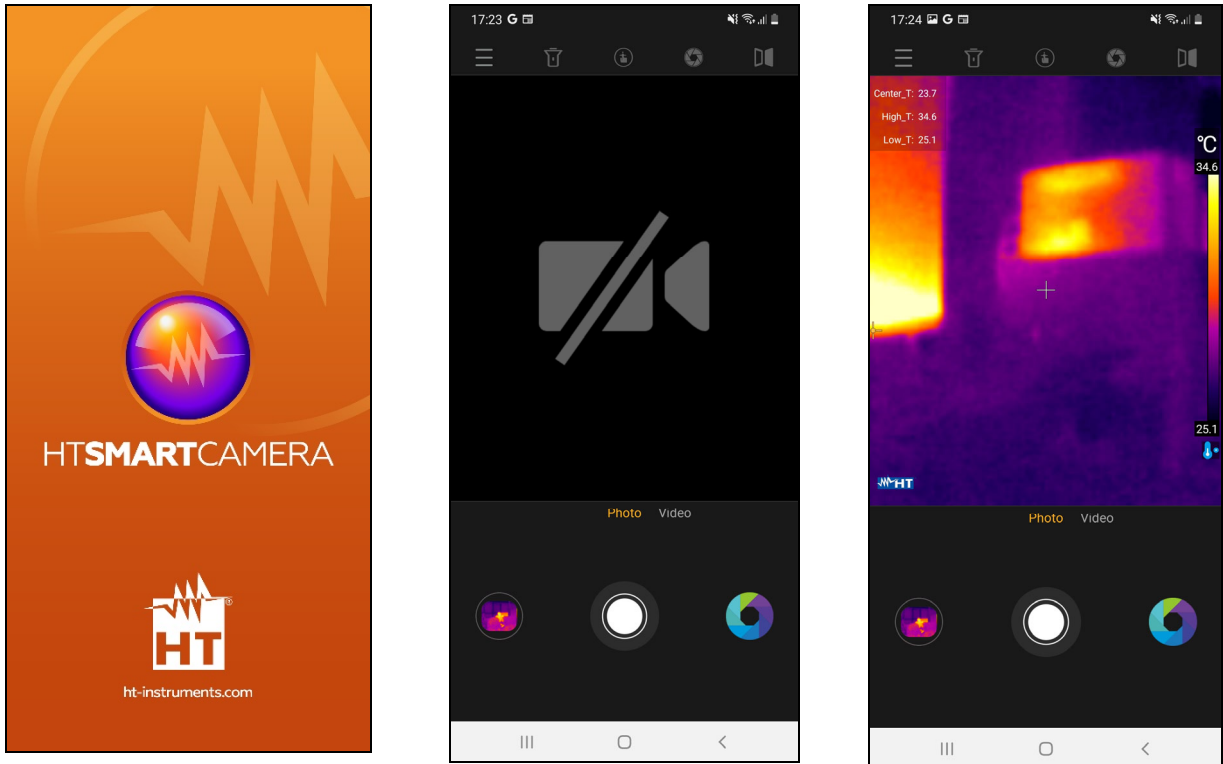 HTSMARTCAMERA
HT
®
ht-instruments.com
17:23 G
Photo Video
17:24 G
Center_T: 23.7
High_T: 34.6
Low_T: 25.1
°C
34.6
25.1
HT
Photo Video